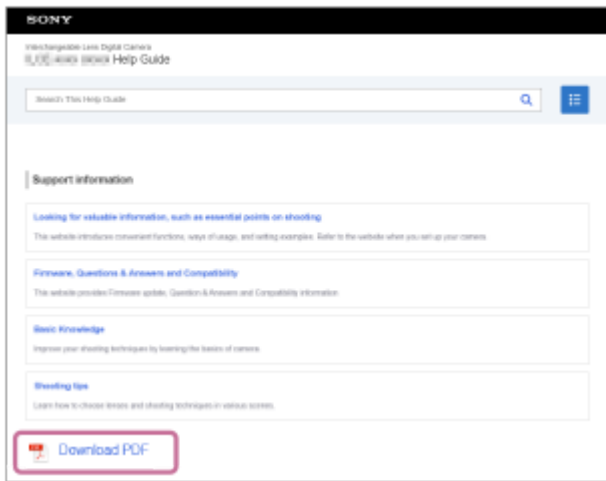 SONY
Interchangeable Lens Digital Camera
Help Guide
Search This Help Guide
Support information
Looking for valuable information, such as essential points on shooting
This website introduces convenient functions, ways of usage, and setting examples. Refer to the website when you set up your camera.
Firmware, Questions & Answers and Compatibility
This website provides Firmware update, Question & Answers and Compatibility information.
Basic Knowledge
Improve your shooting techniques by learning the basics of camera.
Shooting tips
Learn how to choose lenses and shooting techniques in various scenes.
Download PDF